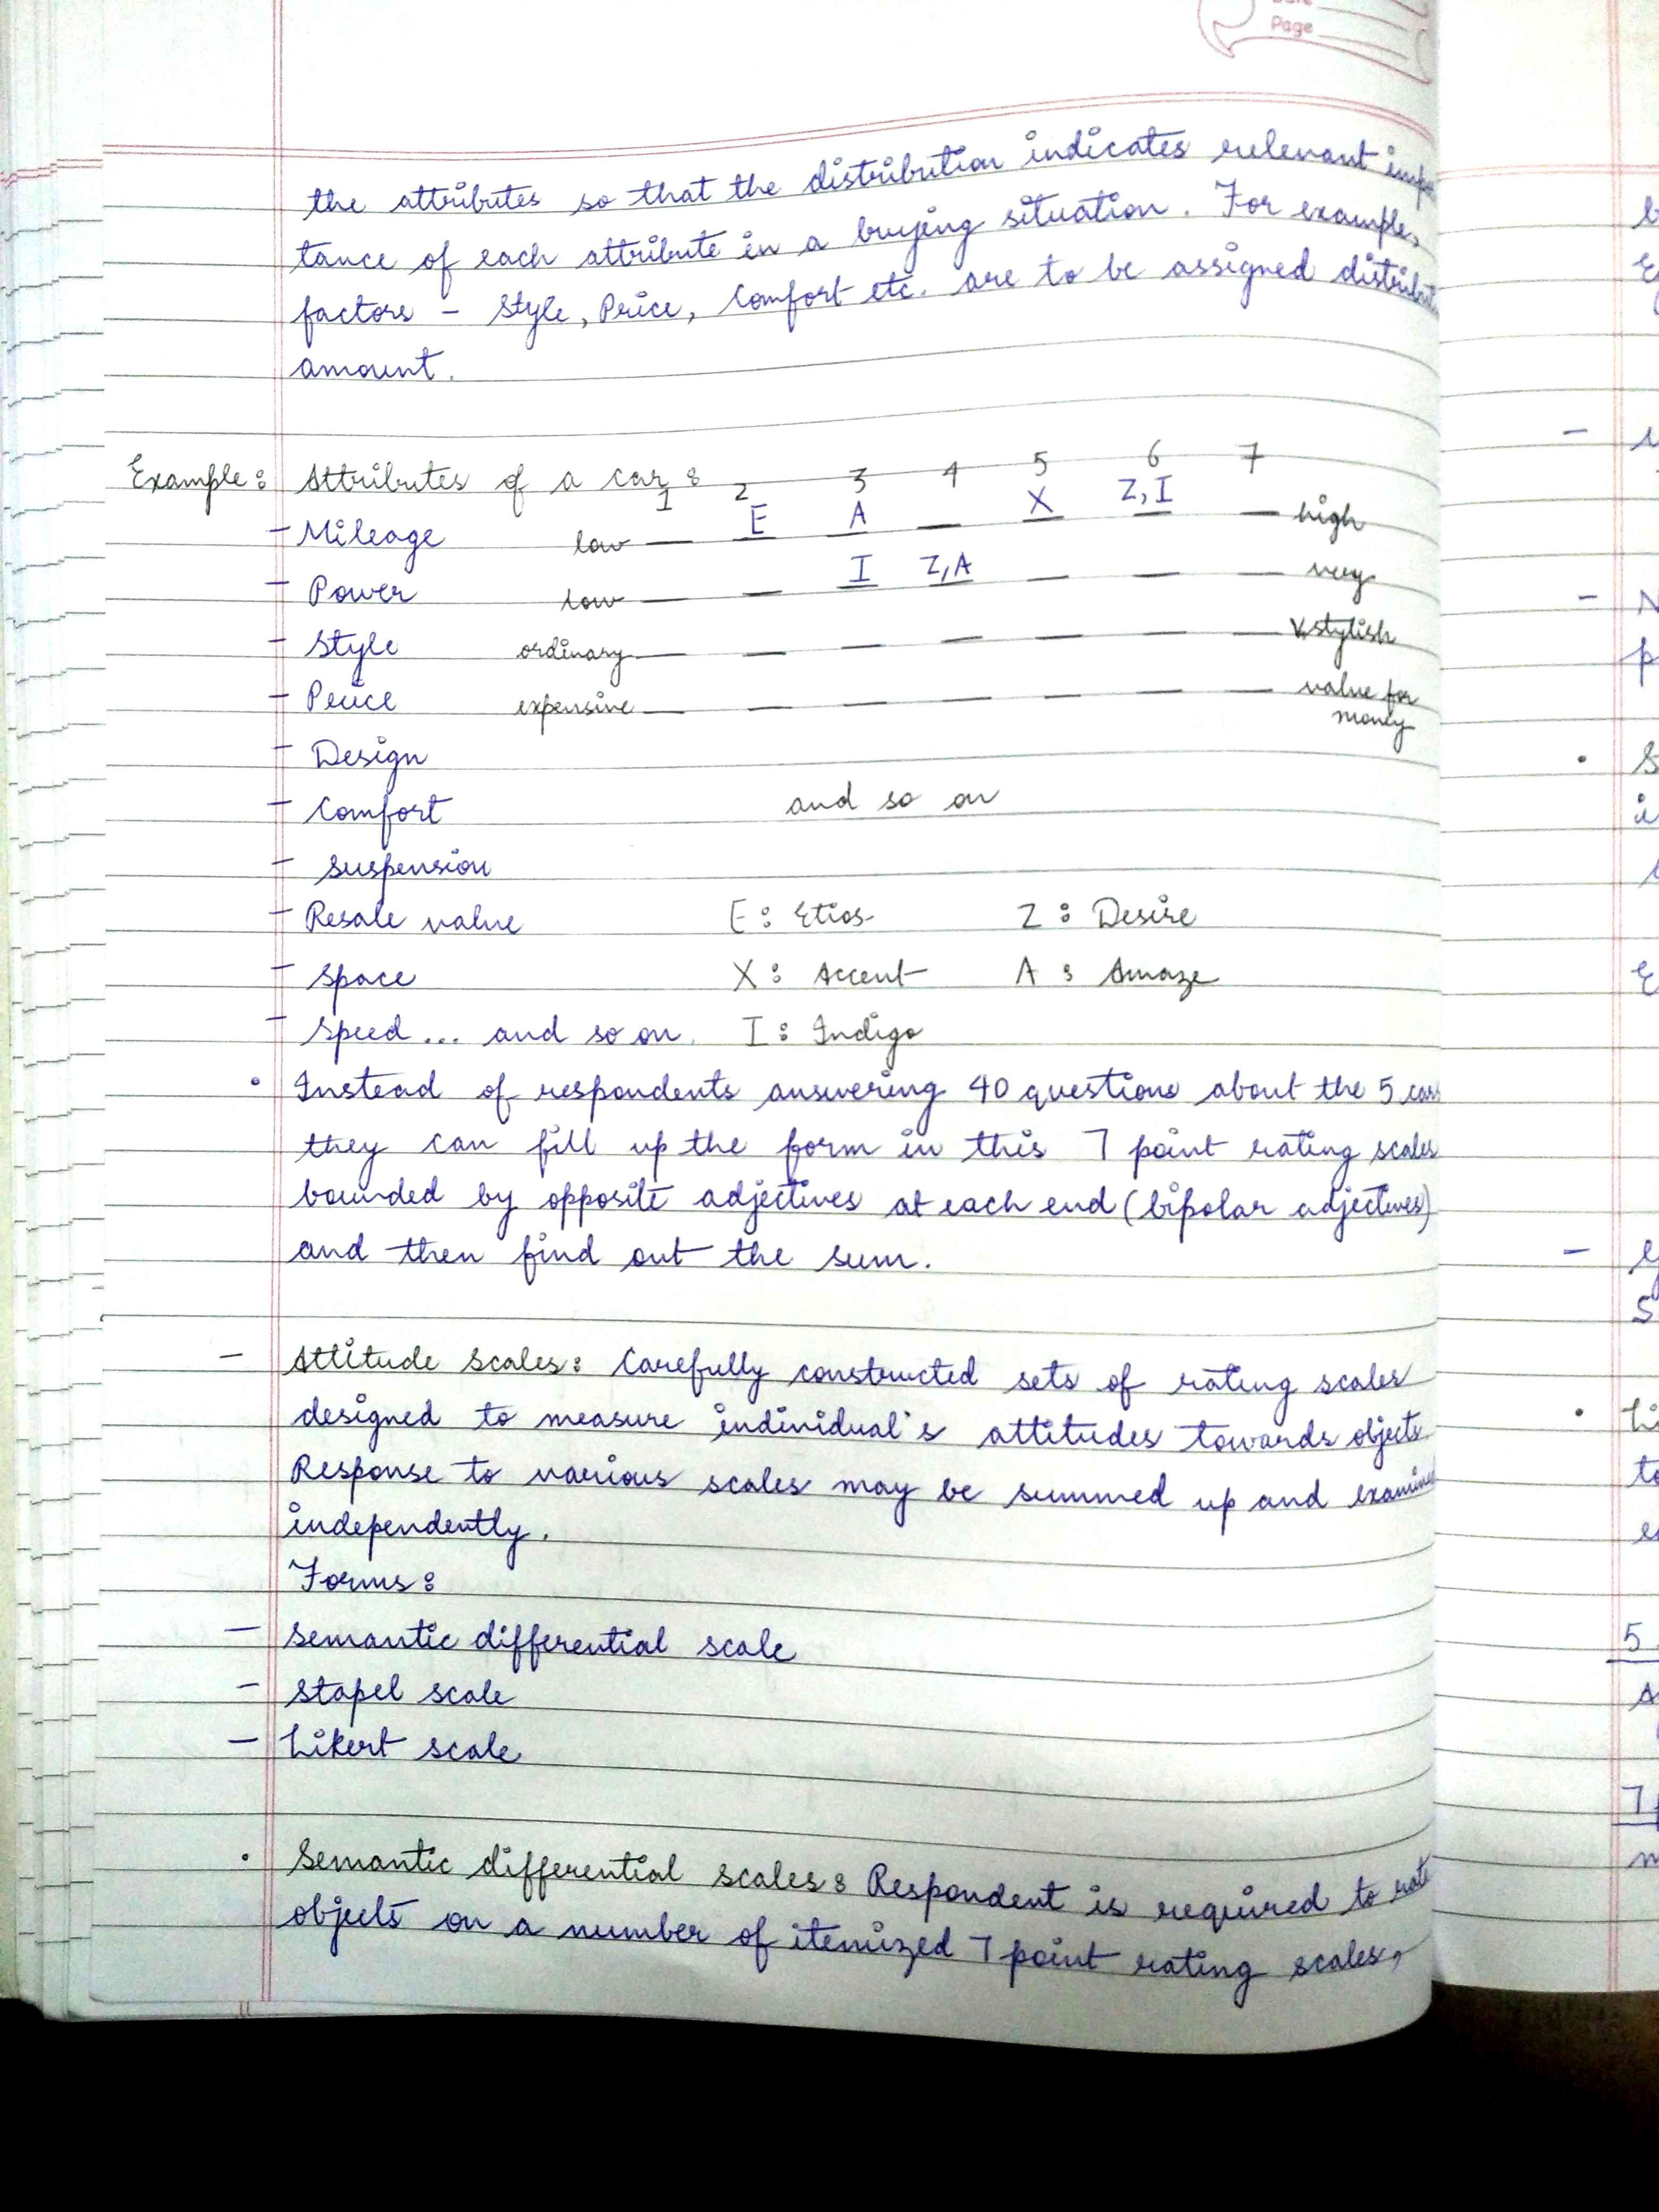 Page
the attributes so that the distribution indicates relevant impor
tance of each attribute in a buying situation. For example,
factors - Style, Price, Comfort etc. are to be assigned
amount.
Example: Attributes of a car:
1 2 3 4 5 6 7
- Mileage low — E A — X Z, I — high
- Power low — — I Z, A — — — very
- Style ordinary — — — — — — — V. stylish
- Price expensive — — — — — — — value for
money
- Design
- Comfort and so on
- Suspension
- Resale value E: Etios Z: Desire
- Space X: Accent A: Amaze
- Speed ... and so on. I: Indigo
• Instead of respondents answering 40 questions about the 5 cars
they can fill up the form in this 7 point rating scales
bounded by opposite adjectives at each end (bipolar adjectives)
and then find out the sum.
- Attitude Scales: Carefully constructed sets of rating scales
designed to measure individual's attitudes towards objects.
Response to various scales may be summed up and examined
independently.
Forms:
- Semantic differential scale
- Stapel scale
- Likert scale
• Semantic differential scales: Respondent is required to rate
objects on a number of itemized 7 point rating scales,